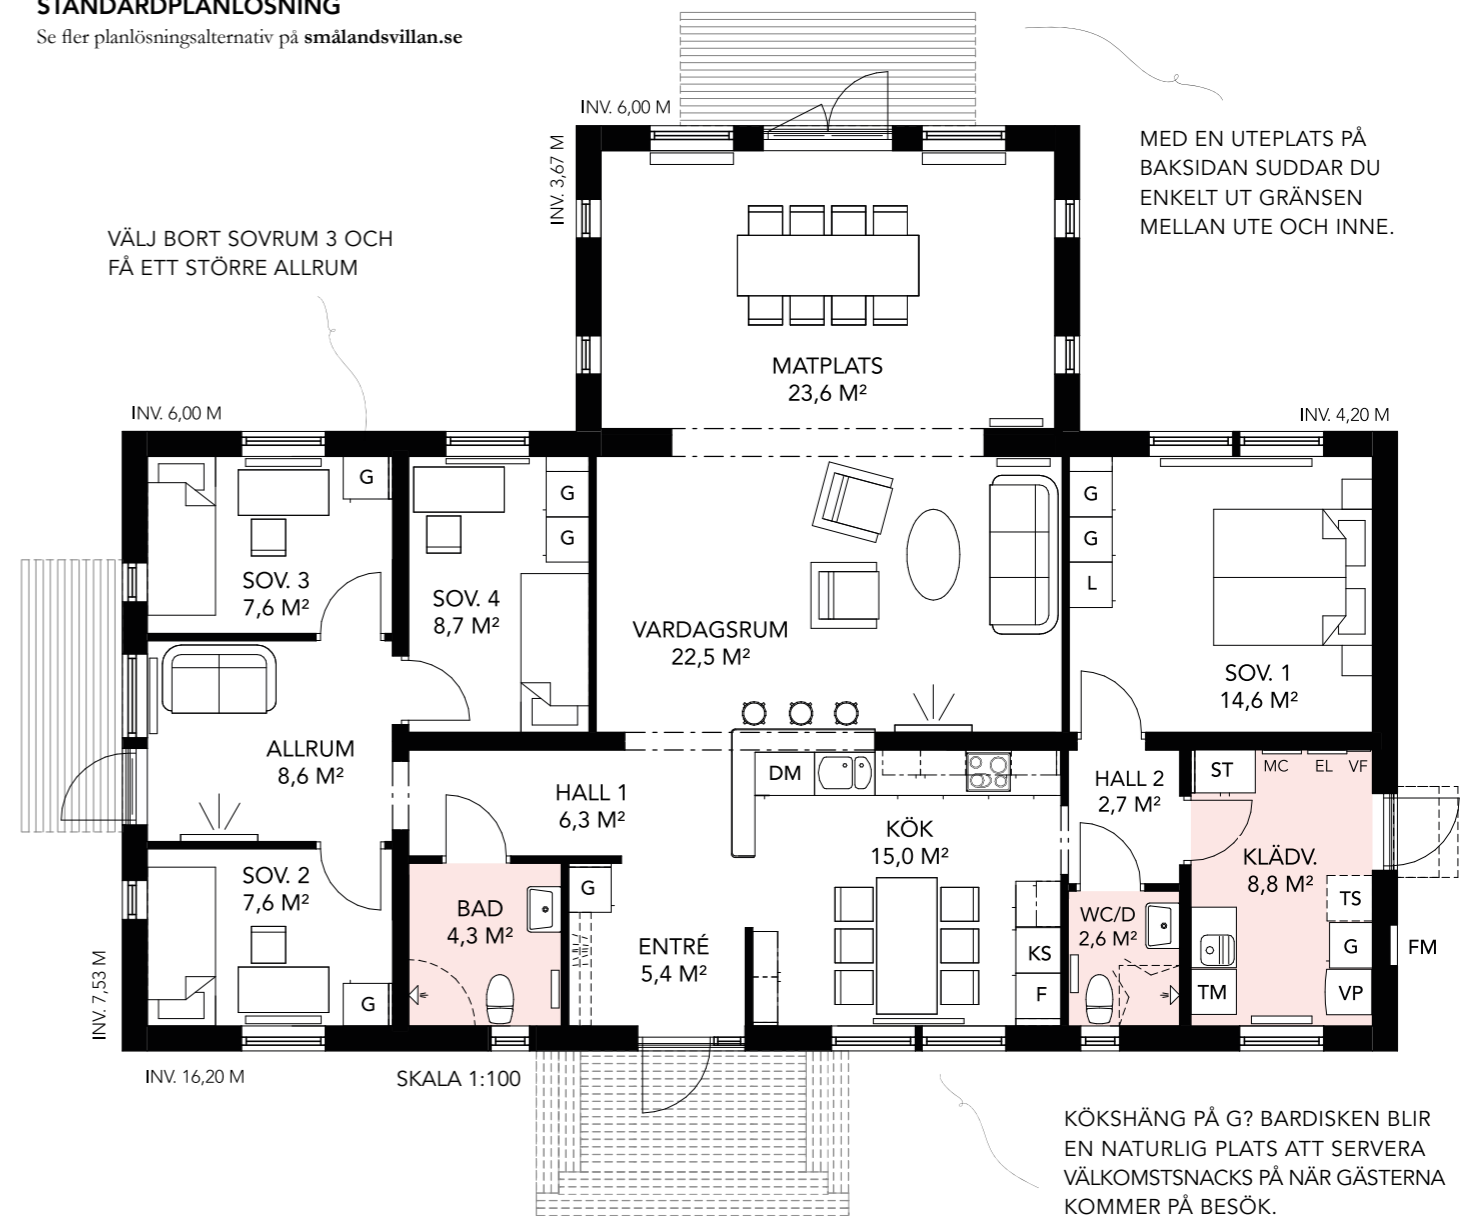 STANDARDPLANLÖSNING
Se fler planlösningsalternativ på smålandsvillan.se
INV. 6,00 M
INV. 3,67 M
MED EN UTEPLATS PÅ
BAKSIDAN SUDDAR DU
ENKELT UT GRÄNSEN
MELLAN UTE OCH INNE.
VÄLJ BORT SOVRUM 3 OCH
FÅ ETT STÖRRE ALLRUM
MATPLATS
23,6 M²
INV. 6,00 M
INV. 4,20 M
G
SOV. 3
7,6 M²
G
G
SOV. 4
8,7 M²
VARDAGSRUM
22,5 M²
G
G
L
SOV. 1
14,6 M²
ALLRUM
8,6 M²
HALL 1
6,3 M²
DM
KÖK
15,0 M²
HALL 2
2,7 M²
ST
MC
EL
VF
KLÄDV.
8,8 M²
SOV. 2
7,6 M²
G
BAD
4,3 M²
G
ENTRÉ
5,4 M²
KS
F
WC/D
2,6 M²
TS
G
VP
TM
FM
INV. 7,53 M
INV. 16,20 M
SKALA 1:100
KÖKSHÄNG PÅ G? BARDISKEN BLIR
EN NATURLIG PLATS ATT SERVERA
VÄLKOMSTSNACKS PÅ NÄR GÄSTERNA
KOMMER PÅ BESÖK.